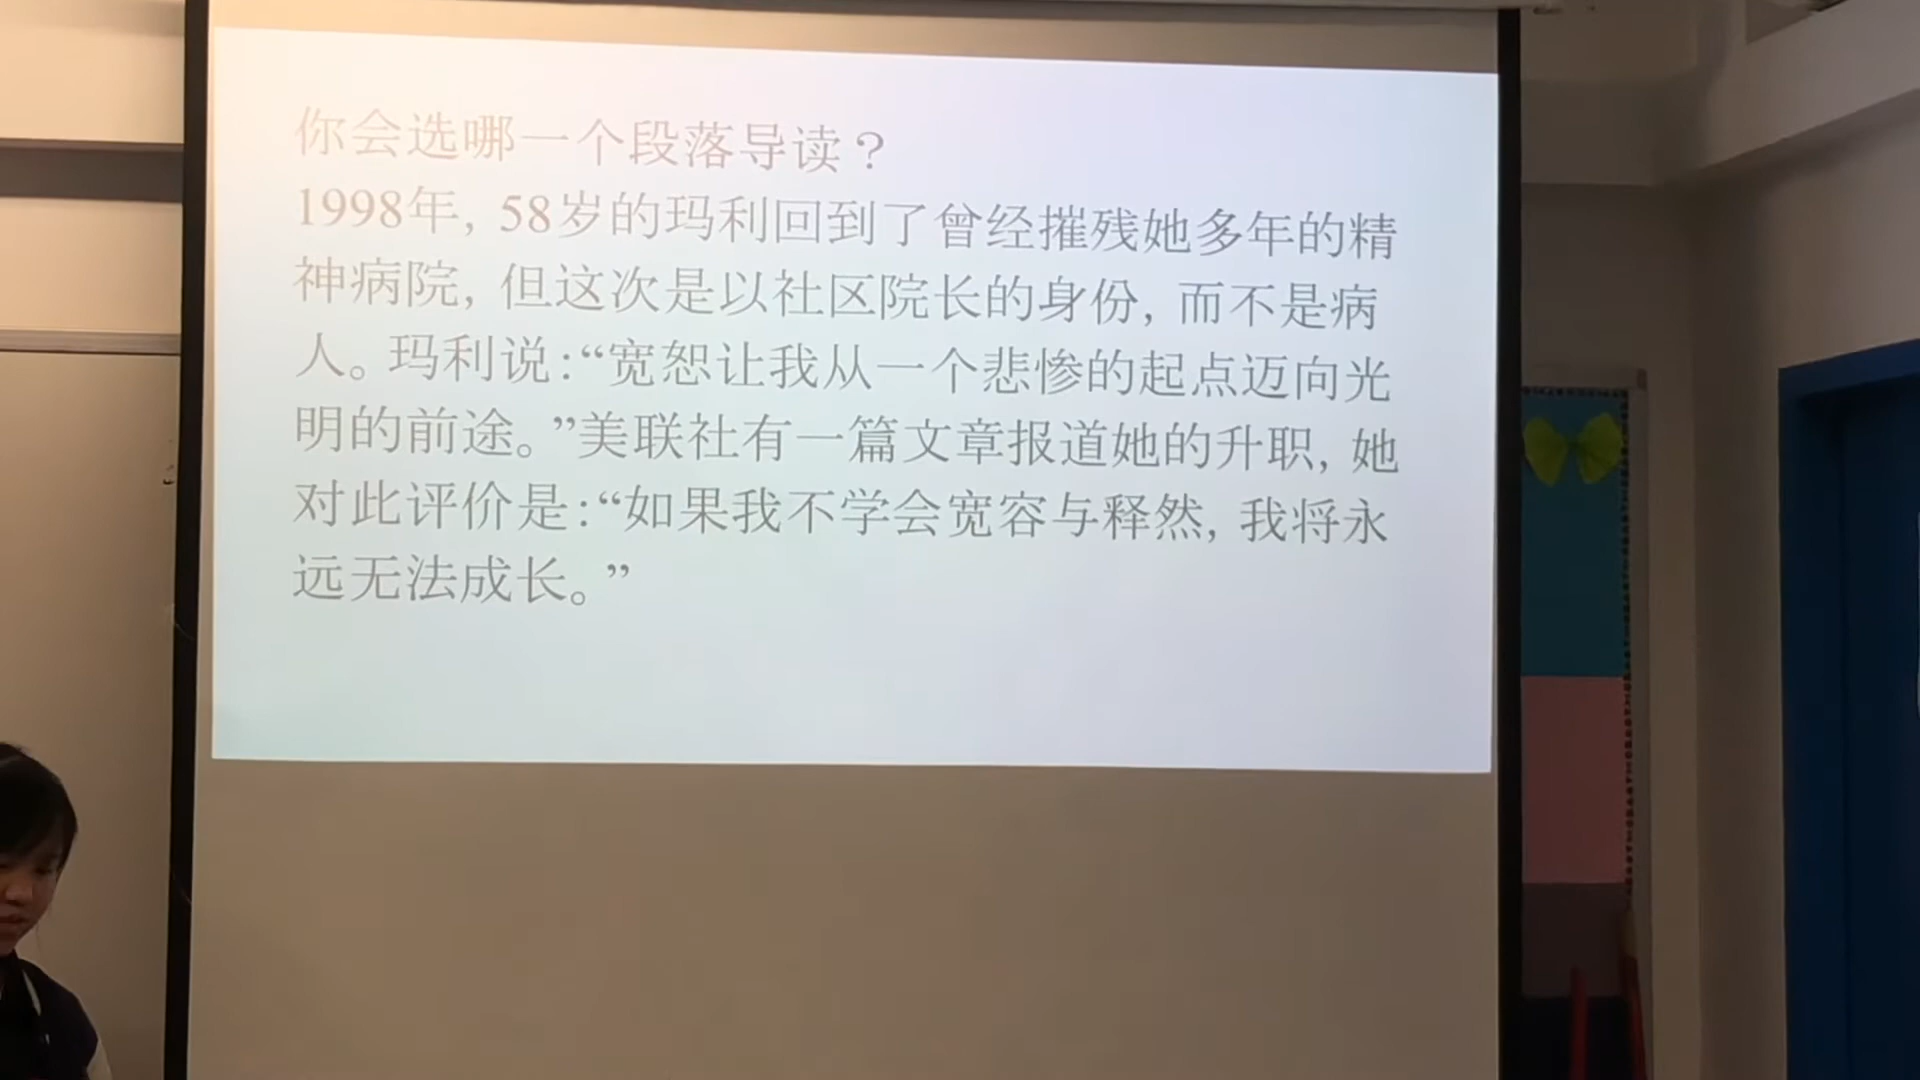 你会选哪一个段落导读？
1998年，58岁的玛利回到了曾经摧残她多年的精
神病院，但这次是以社区院长的身份，而不是病
人。玛利说：“宽恕让我从一个悲惨的起点迈向光
明的前途。”美联社有一篇文章报道她的升职，她
对此评价是：“如果我不学会宽容与释然，我将永
远无法成长。”